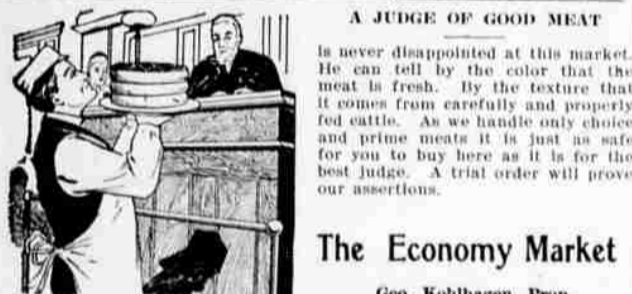 A JUDGE OF GOOD MEAT
is never disappointed at this market.
He can tell by the color that the
meat is fresh. By the texture that
it comes from carefully and properly
fed cattle. As we handle only choice
and prime meats it is just as safe
for you to buy here as it is for the
best judge. A trial order will prove
our assertions.
The Economy Market
Geo. Kohlhagen, Prop.